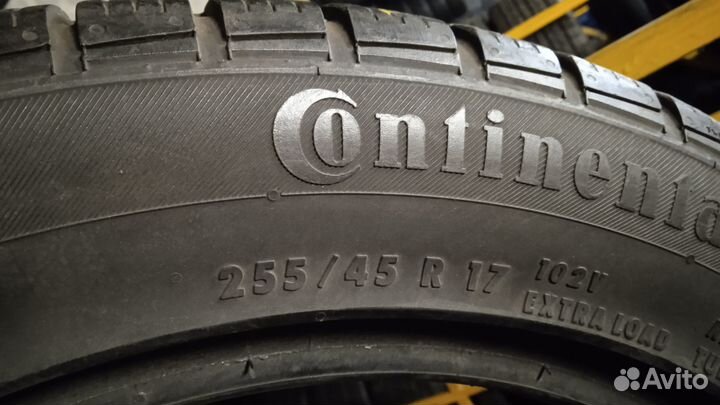 Continenta
255/45 R 17 102V
EXTRA LOAD
Avito